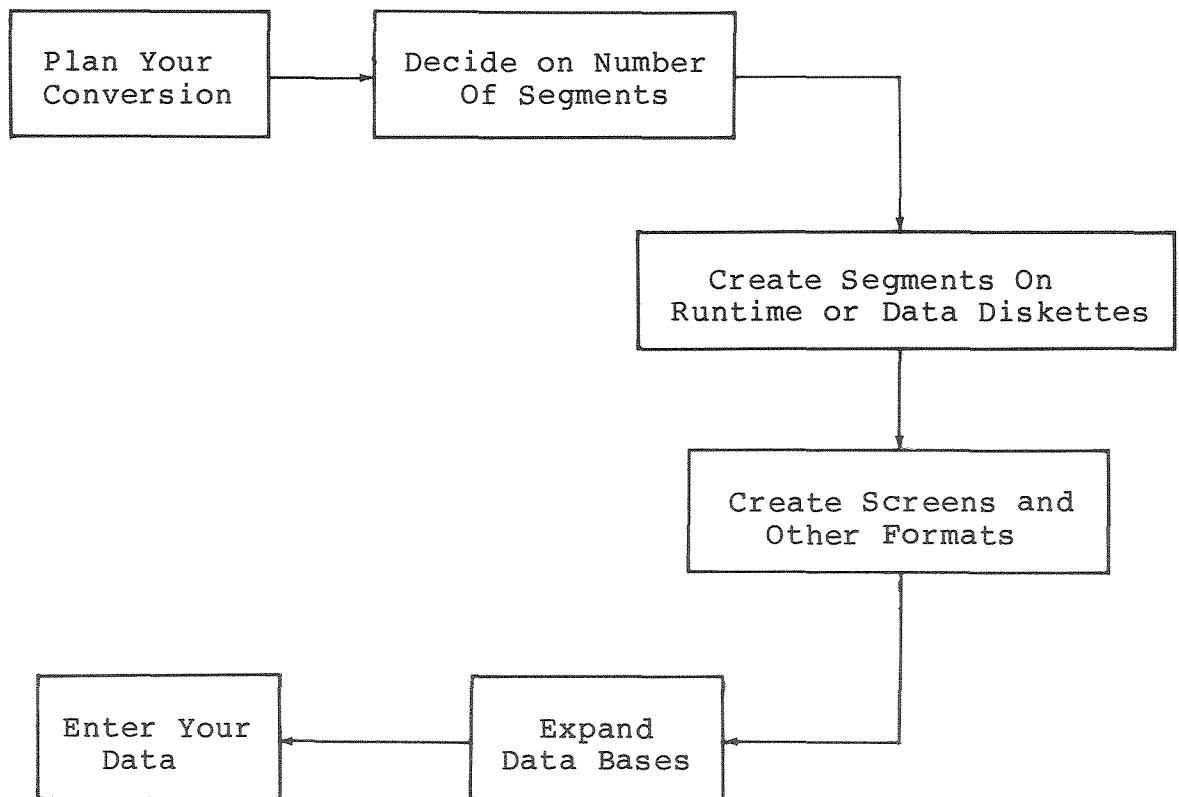 Plan Your
Conversion
Decide on Number
Of Segments
Create Segments On
Runtime or Data Diskettes
Create Screens and
Other Formats
Expand
Data Bases
Enter Your
Data